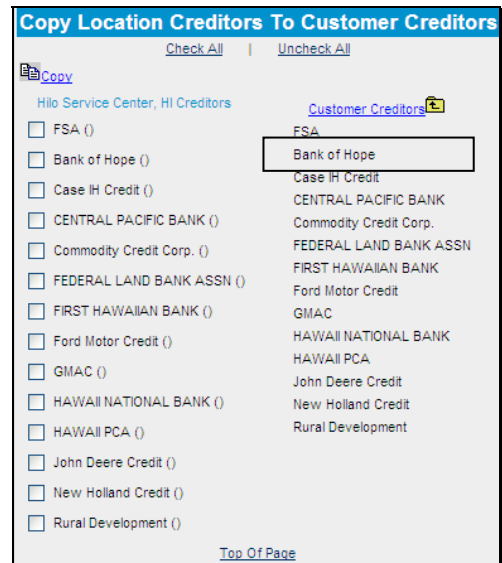 Copy Location Creditors To Customer Creditors
Check All | Uncheck All
Copy
Hilo Service Center, HI Creditors
FSA ()
Bank of Hope ()
Case IH Credit ()
CENTRAL PACIFIC BANK ()
Commodity Credit Corp. ()
FEDERAL LAND BANK ASSN ()
FIRST HAWAIIAN BANK ()
Ford Motor Credit ()
GMAC ()
HAWAII NATIONAL BANK ()
HAWAII PCA ()
John Deere Credit ()
New Holland Credit ()
Rural Development ()
Customer Creditors
FSA
Bank of Hope
Case IH Credit
CENTRAL PACIFIC BANK
Commodity Credit Corp.
FEDERAL LAND BANK ASSN
FIRST HAWAIIAN BANK
Ford Motor Credit
GMAC
HAWAII NATIONAL BANK
HAWAII PCA
John Deere Credit
New Holland Credit
Rural Development
Top Of Page